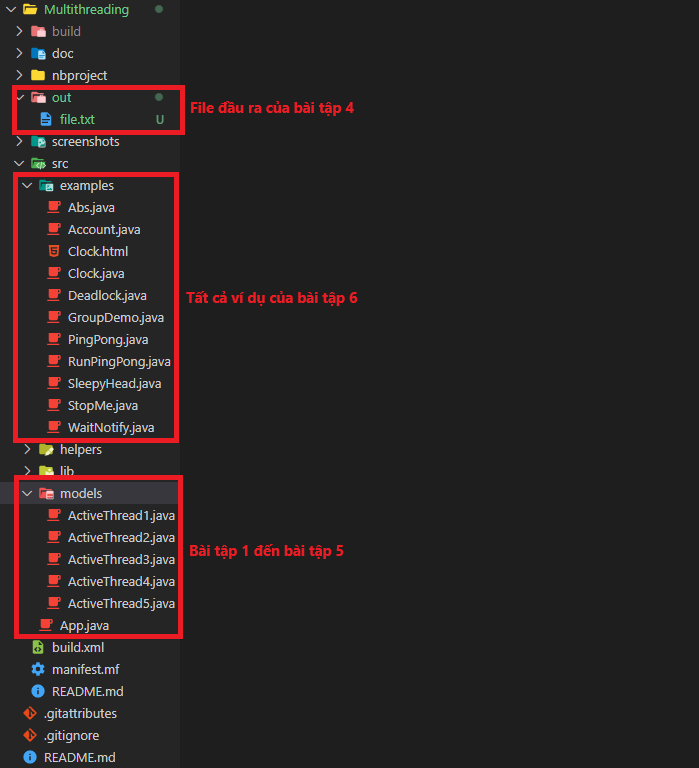 Multithreading
build
doc
nbproject
out
File đầu ra của bài tập 4
file.txt U
screenshots
src
examples
Abs.java
Account.java
Clock.html
Clock.java
Deadlock.java
Tất cả ví dụ của bài tập 6
GroupDemo.java
PingPong.java
RunPingPong.java
SleepyHead.java
StopMe.java
WaitNotify.java
helpers
lib
models
ActiveThread1.java
ActiveThread2.java
Bài tập 1 đến bài tập 5
ActiveThread3.java
ActiveThread4.java
ActiveThread5.java
App.java
build.xml
manifest.mf
README.md
.gitattributes
.gitignore
README.md